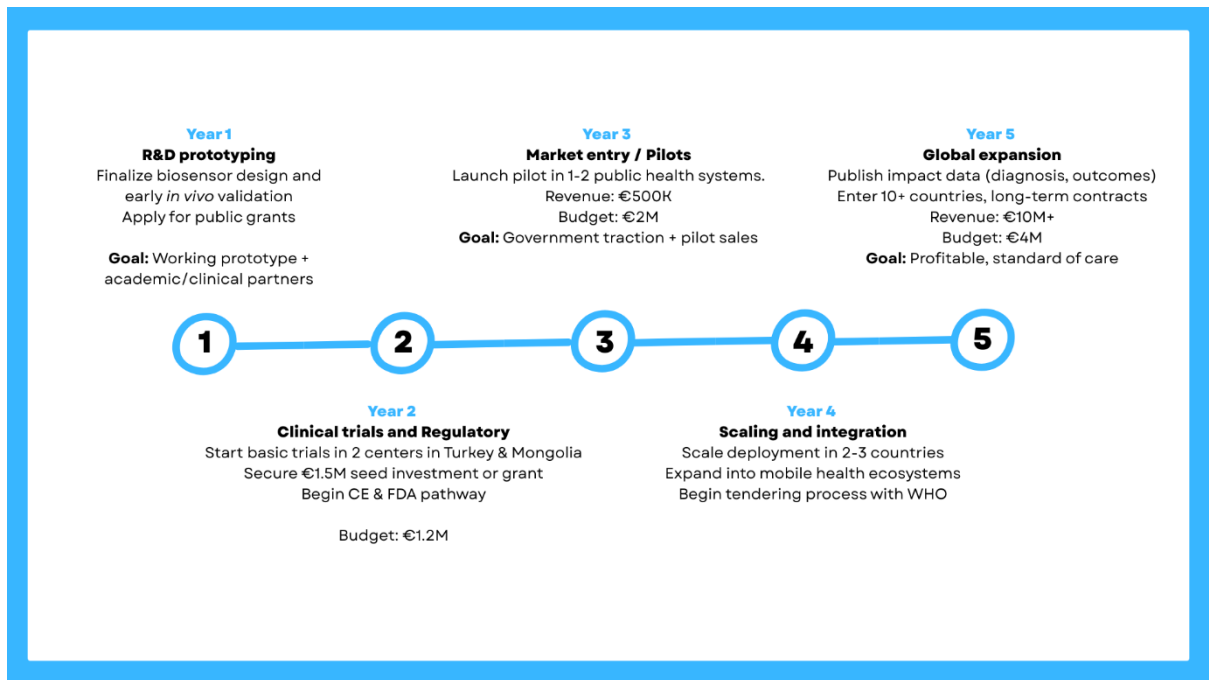 Year 1
R&D prototyping
Finalize biosensor design and
early in vivo validation
Apply for public grants
Goal: Working prototype +
academic/clinical partners
Year 3
Market entry / Pilots
Launch pilot in 1-2 public health systems.
Revenue: €500K
Budget: €2M
Goal: Government traction + pilot sales
Year 5
Global expansion
Publish impact data (diagnosis, outcomes)
Enter 10+ countries, long-term contracts
Revenue: €10M+
Budget: €4M
Goal: Profitable, standard of care
1
2
3
4
5
Year 2
Clinical trials and Regulatory
Start basic trials in 2 centers in Turkey & Mongolia
Secure €1.5M seed investment or grant
Begin CE & FDA pathway
Budget: €1.2M
Year 4
Scaling and integration
Scale deployment in 2-3 countries
Expand into mobile health ecosystems
Begin tendering process with WHO